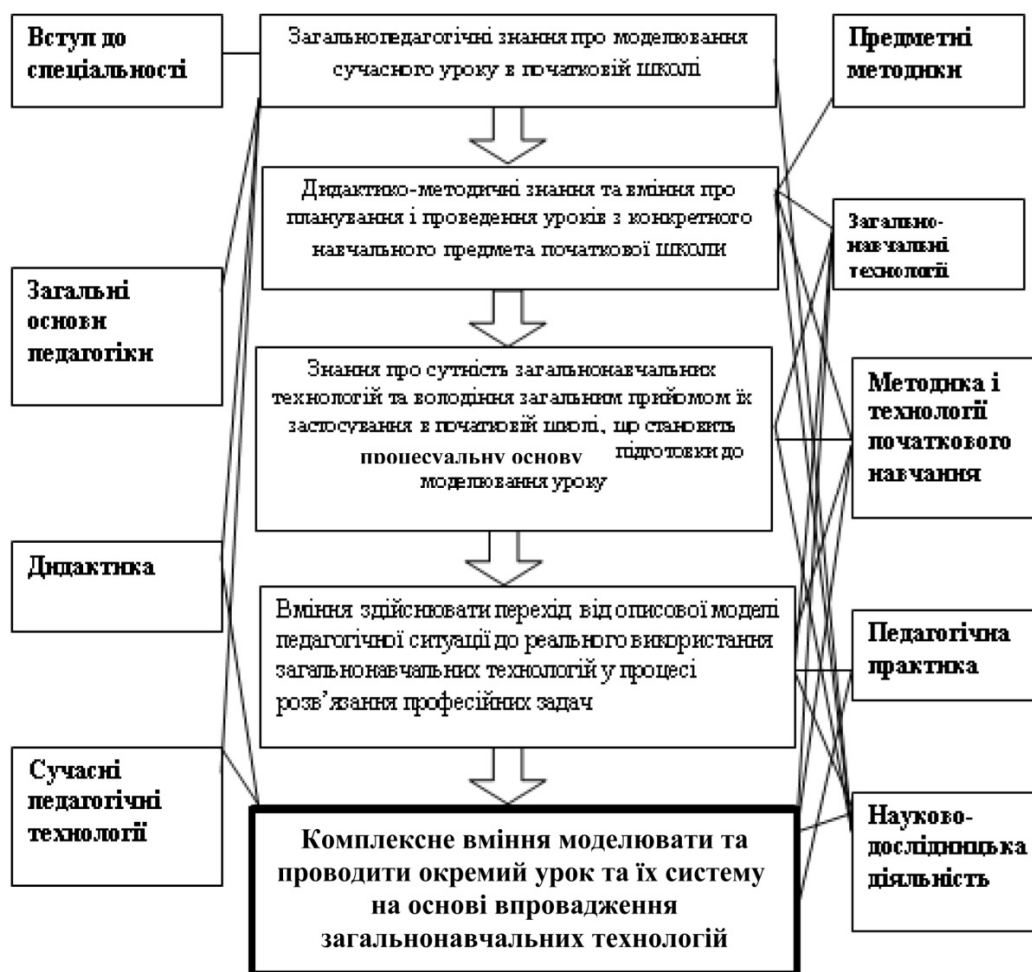 Вступ до
спеціальності
Загальнопедагогічні знання про моделювання
сучасного уроку в початковій школі
Предметні
методики
Дидактико-методичні знання та вміння про
планування і проведення уроків з конкретного
навчального предмета початкової школи
Загально-
навчальні
технології
Загальні
основи
педагогіки
Знання про сутність загальнонавчальних
технологій та володіння загальним прийомом їх
застосування в початковій школі, що становить
процесуальну основу підготовки до
моделювання уроку
Методика і
технології
початкового
навчання
Дидактика
Вміння здійснювати перехід від описової моделі
педагогічної ситуації до реального використання
загальнонавчальних технологій у процесі
розв’язання професійних задач
Педагогічна
практика
Сучасні
педагогічні
технології
Комплексне вміння моделювати та
проводити окремий урок та їх систему
на основі впровадження
загальнонавчальних технологій
Науково-
дослідницька
діяльність